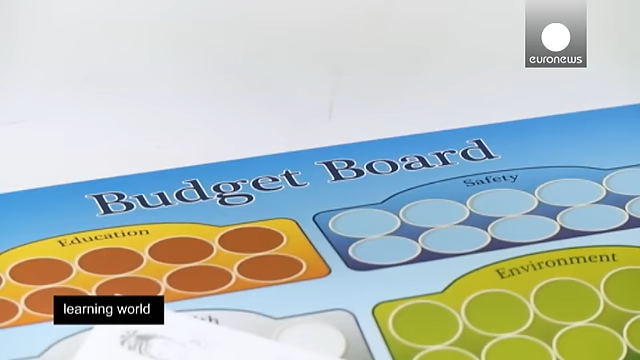 euronews
Budget Board
Education
Safety
Environment
learning world